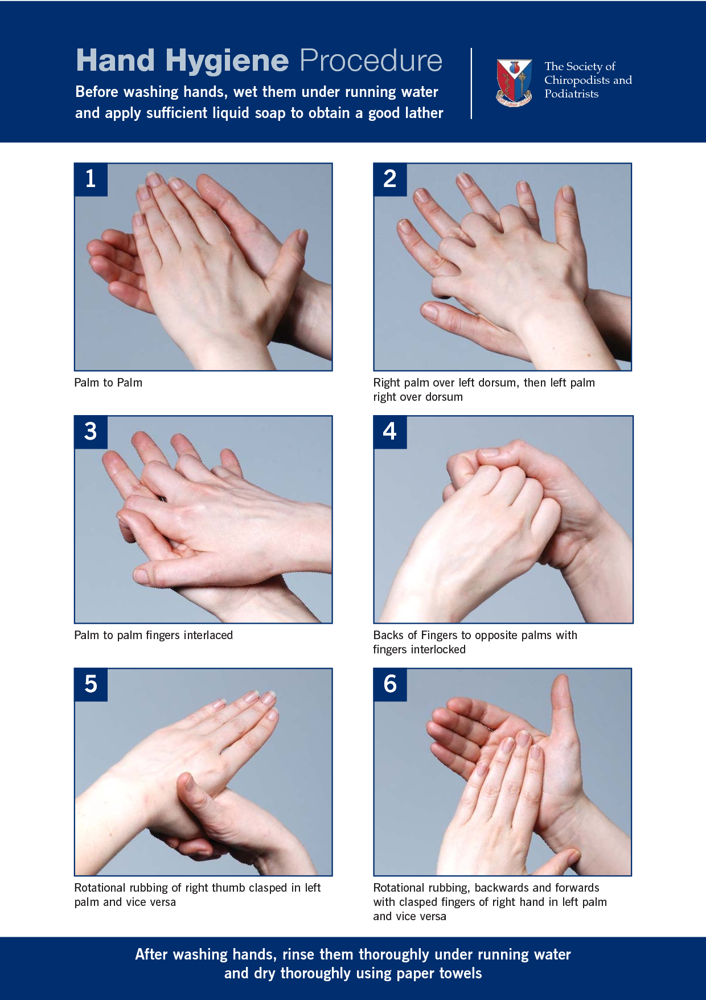 Hand Hygiene Procedure
Before washing hands, wet them under running water
and apply sufficient liquid soap to obtain a good lather
The Society of
Chiropodists and
Podiatrists
1
Palm to Palm
2
Right palm over left dorsum, then left palm
right over dorsum
3
Palm to palm fingers interlaced
4
Backs of Fingers to opposite palms with
fingers interlocked
5
Rotational rubbing of right thumb clasped in left
palm and vice versa
6
Rotational rubbing, backwards and forwards
with clasped fingers of right hand in left palm
and vice versa
After washing hands, rinse them thoroughly under running water
and dry thoroughly using paper towels